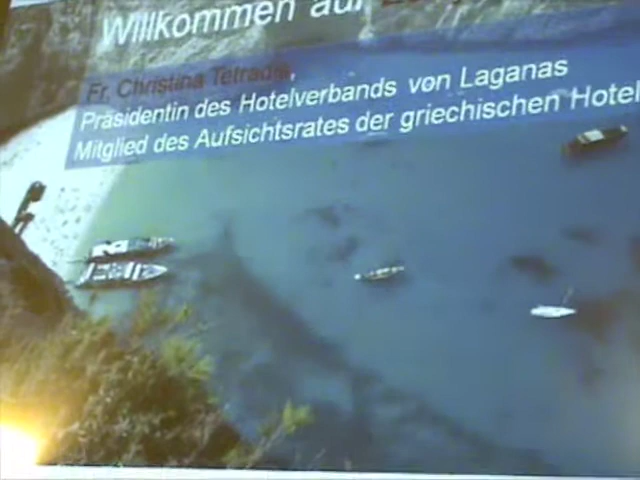 Willkommen auf
Fr. Christina Tetradis,
Präsidentin des Hotelverbands von Laganas
Mitglied des Aufsichtsrates der griechischen Hotel